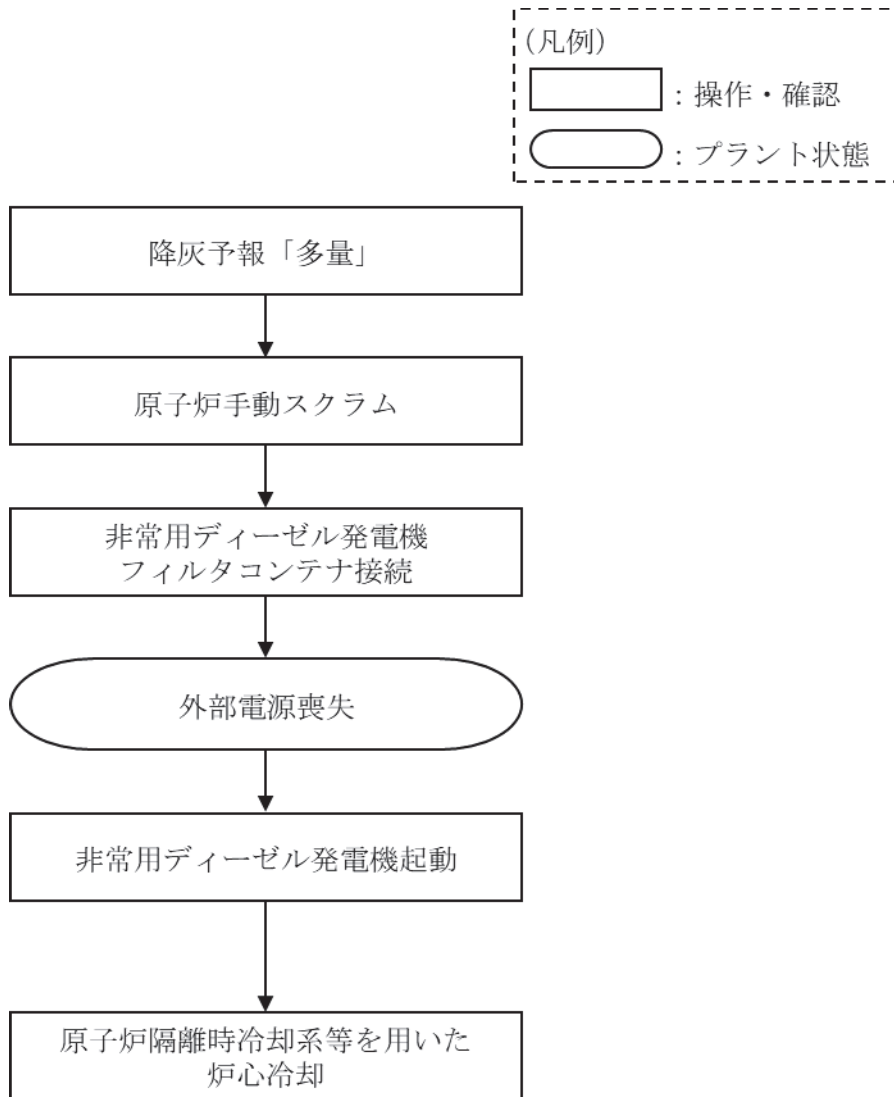 (凡例)
：操作・確認
：プラント状態
降灰予報「多量」
原子炉手動スクラム
非常用ディーゼル発電機
フィルタコンテナ接続
外部電源喪失
非常用ディーゼル発電機起動
原子炉隔離時冷却系等を用いた
炉心冷却